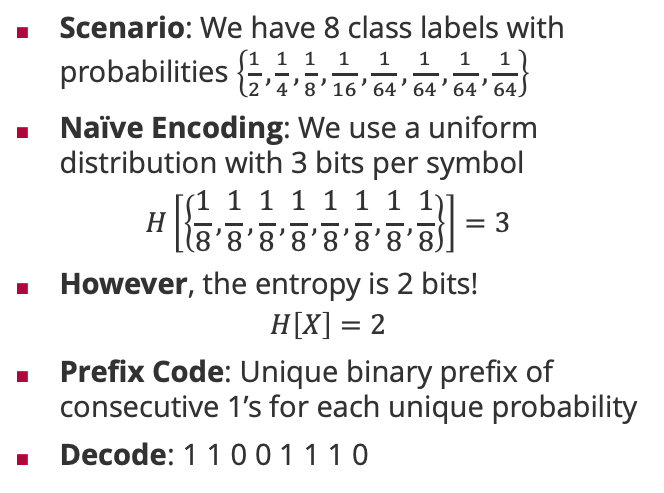 ▪ Scenario: We have 8 class labels with
probabilities {1/2, 1/4, 1/8, 1/16, 1/64, 1/64, 1/64, 1/64}
▪ Naïve Encoding: We use a uniform
distribution with 3 bits per symbol
H[{1/8, 1/8, 1/8, 1/8, 1/8, 1/8, 1/8, 1/8}] = 3
▪ However, the entropy is 2 bits!
H[X] = 2
▪ Prefix Code: Unique binary prefix of
consecutive 1's for each unique probability
▪ Decode: 1 1 0 0 1 1 1 0